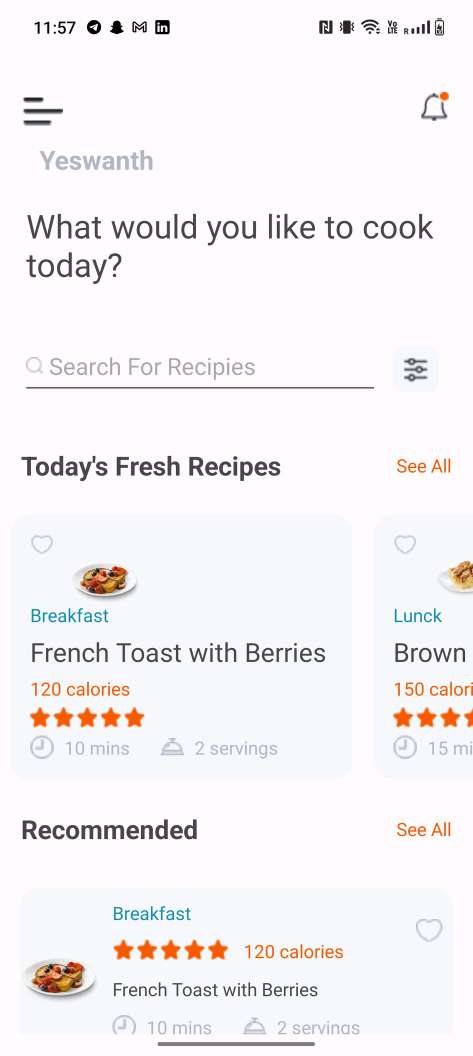 11:57
Vo LTE R
Yeswanth
What would you like to cook
today?
Search For Recipies
Today's Fresh Recipes See All
Breakfast
French Toast with Berries
120 calories
10 mins 2 servings
Lunck
Brown
150 calori
15 mi
Recommended See All
Breakfast
120 calories
French Toast with Berries
10 mins 2 servings